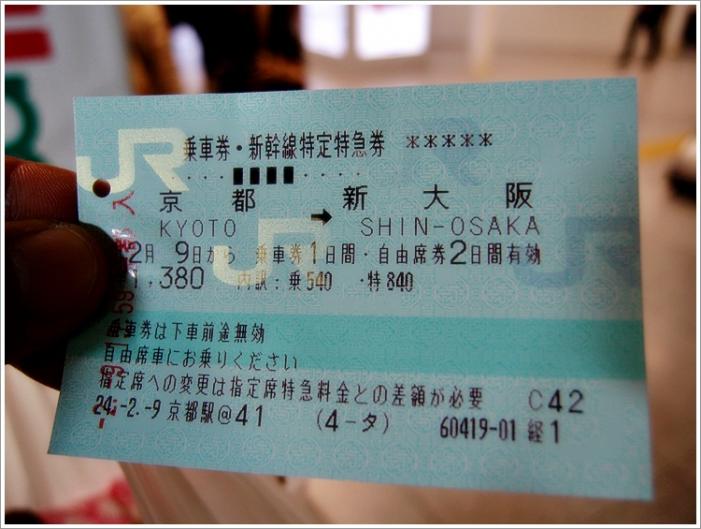 JR 乗車券・新幹線特定特急券 *****
京都 → 新大阪
KYOTO SHIN-OSAKA
2月 9日から 乗車券1日間・自由席券2日間有効
1,380 内訳:乗540 ・特840
乗車券は下車前途無効
自由席車にお乗りください
指定席への変更は指定席特急料金との差額が必要 C42
24.-2.-9 京都駅@41 (4-タ) 60419-01 経1